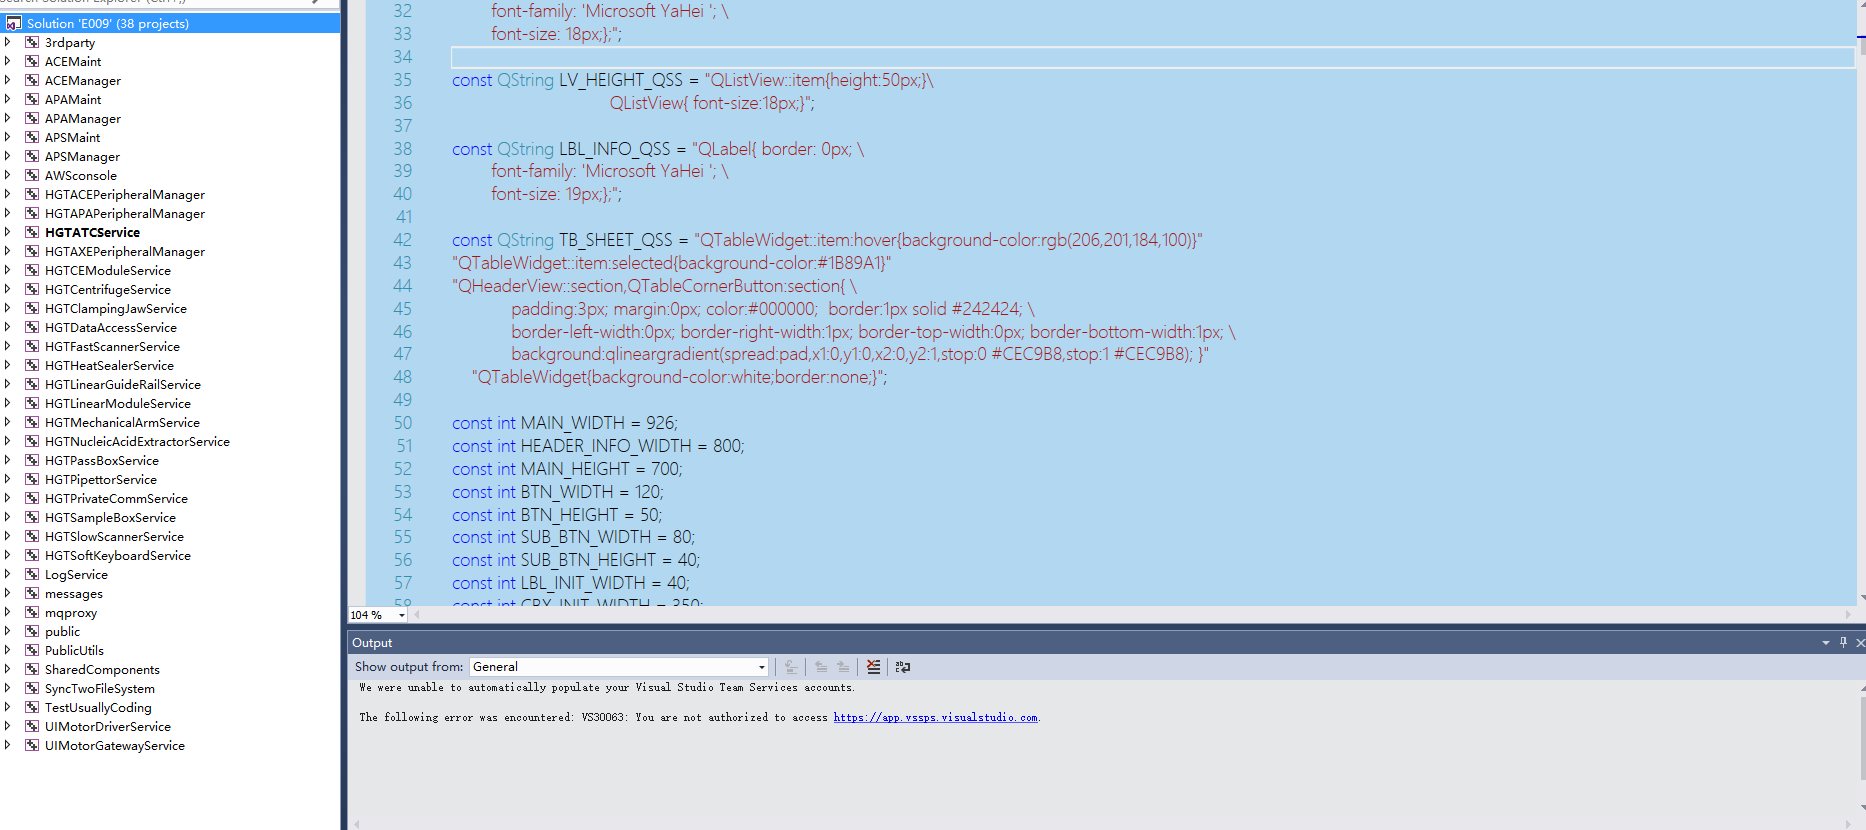 Solution 'E009' (38 projects)
3rdparty
ACEMaint
ACEManager
APAMaint
APAManager
APSMaint
APSManager
AWSconsole
HGTACEPeripheralManager
HGTAPAPeripheralManager
HGTATCService
HGTAXEPeripheralManager
HGTCEModuleService
HGTCentrifugeService
HGTClampingJawService
HGTDataAccessService
HGTFastScannerService
HGTHeatSealerService
HGTLinearGuideRailService
HGTLinearModuleService
HGTMechanicalArmService
HGTNucleicAcidExtractorService
HGTPassBoxService
HGTPipettorService
HGTPrivateCommService
HGTSampleBoxService
HGTSlowScannerService
HGTSoftKeyboardService
LogService
messages
mqproxy
public
PublicUtils
SharedComponents
SyncTwoFileSystem
TestUsuallyCoding
UIMotorDriverService
UIMotorGatewayService
32 font-family: 'Microsoft YaHei '; \
33 font-size: 18px;};";
34
35 const QString LV_HEIGHT_QSS = "QListView::item{height:50px;}\
36 QListView{ font-size:18px;}";
37
38 const QString LBL_INFO_QSS = "QLabel{ border: 0px; \
39 font-family: 'Microsoft YaHei '; \
40 font-size: 19px;};";
41
42 const QString TB_SHEET_QSS = "QTableWidget::item:hover{background-color:rgb(206,201,184,100)}"
43 "QTableWidget::item:selected{background-color:#1B89A1}"
44 "QHeaderView::section,QTableCornerButton:section{ \
45 padding:3px; margin:0px; color:#000000;  border:1px solid #242424; \
46 border-left-width:0px; border-right-width:1px; border-top-width:0px; border-bottom-width:1px; \
47 background:qlineargradient(spread:pad,x1:0,y1:0,x2:0,y2:1,stop:0 #CEC9B8,stop:1 #CEC9B8); }"
48 "QTableWidget{background-color:white;border:none;}";
49
50 const int MAIN_WIDTH = 926;
51 const int HEADER_INFO_WIDTH = 800;
52 const int MAIN_HEIGHT = 700;
53 const int BTN_WIDTH = 120;
54 const int BTN_HEIGHT = 50;
55 const int SUB_BTN_WIDTH = 80;
56 const int SUB_BTN_HEIGHT = 40;
57 const int LBL_INIT_WIDTH = 40;
58 const int CBX_INIT_WIDTH = 350;
104 %
Output
Show output from: General
We were unable to automatically populate your Visual Studio Team Services accounts.
The following error was encountered: VS30063: You are not authorized to access https://app.vssps.visualstudio.com.